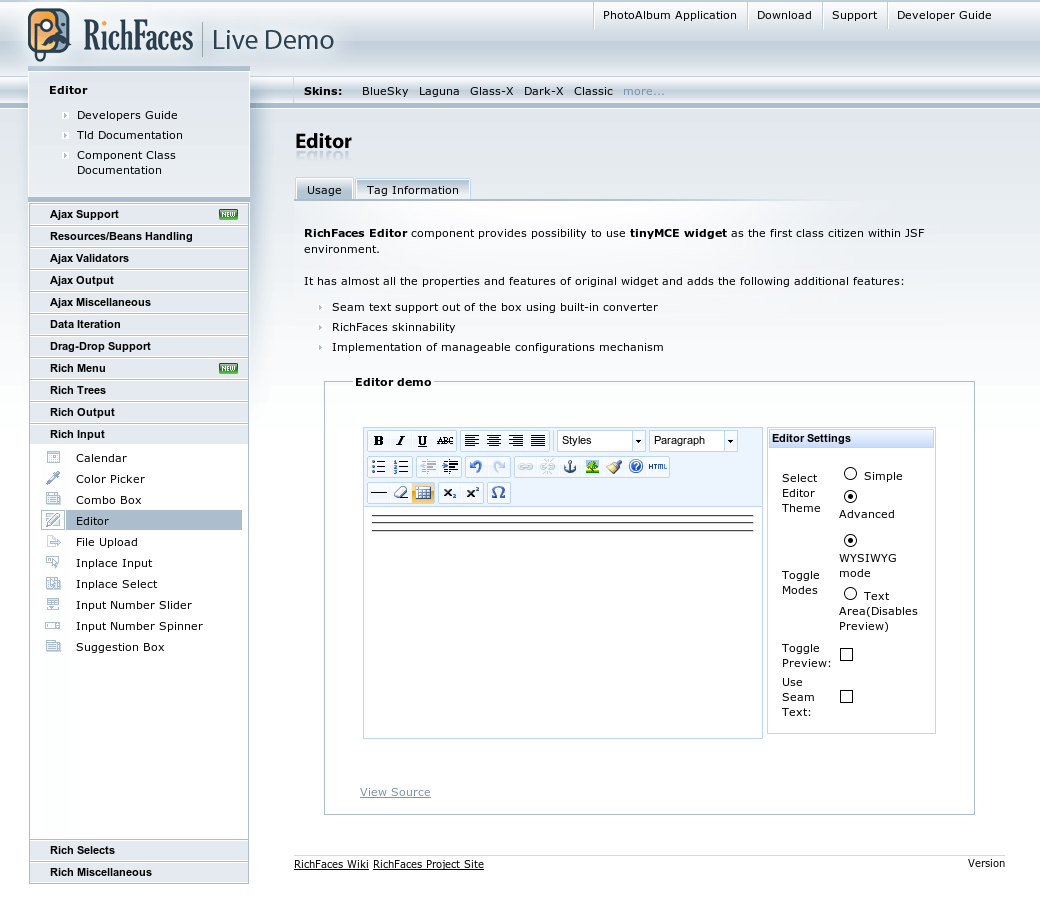 RichFaces Live Demo
PhotoAlbum Application Download Support Developer Guide
Skins: BlueSky Laguna Glass-X Dark-X Classic more...
Editor
Developers Guide
Tld Documentation
Component Class
Documentation
Ajax Support NEW
Resources/Beans Handling
Ajax Validators
Ajax Output
Ajax Miscellaneous
Data Iteration
Drag-Drop Support
Rich Menu NEW
Rich Trees
Rich Output
Rich Input
Calendar
Color Picker
Combo Box
Editor
File Upload
Inplace Input
Inplace Select
Input Number Slider
Input Number Spinner
Suggestion Box
Rich Selects
Rich Miscellaneous
Editor
Usage Tag Information
RichFaces Editor component provides possibility to use tinyMCE widget as the first class citizen within JSF
environment.
It has almost all the properties and features of original widget and adds the following additional features:
Seam text support out of the box using built-in converter
RichFaces skinnability
Implementation of manageable configurations mechanism
Editor demo
B I U ABC Styles Paragraph
HTML
x₂ x² Ω
Editor Settings
Select
Editor
Theme
Simple
Advanced
Toggle
Modes
WYSIWYG
mode
Text
Area(Disables
Preview)
Toggle
Preview:
Use
Seam
Text:
View Source
RichFaces Wiki RichFaces Project Site
Version